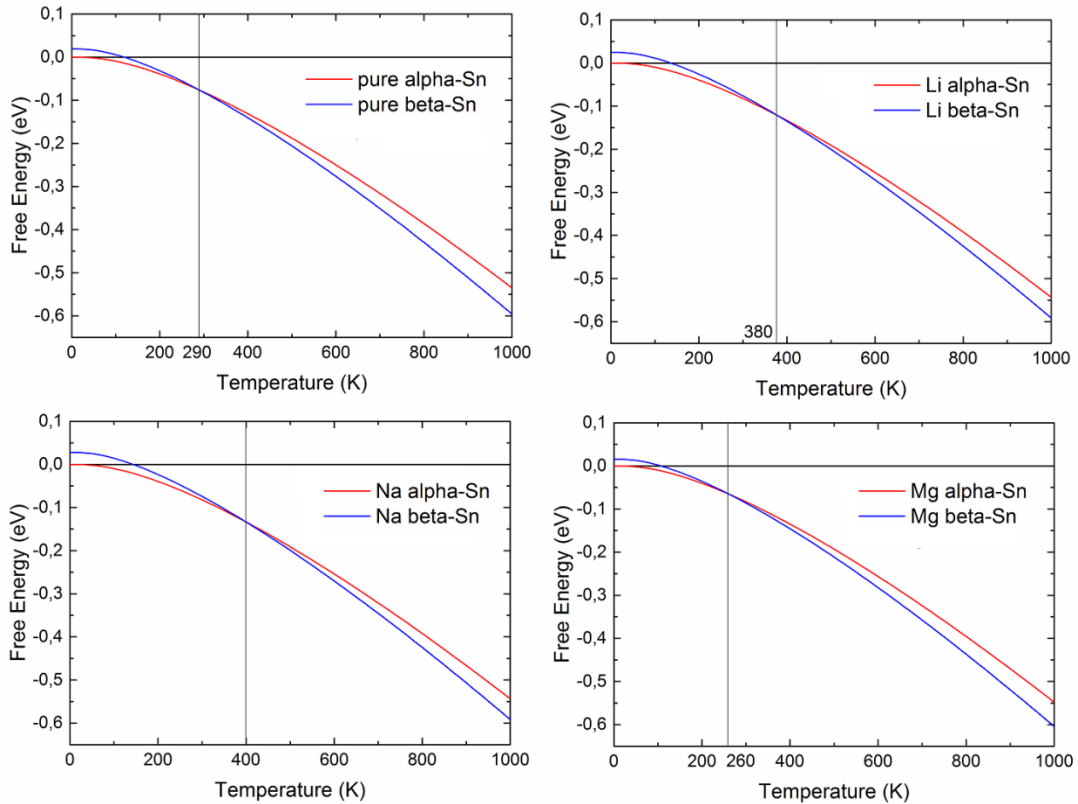 0,1
0,0
-0,1
-0,2
-0,3
-0,4
-0,5
-0,6
Free Energy (eV)
pure alpha-Sn
pure beta-Sn
0 200 290 400 600 800 1000
Temperature (K)
0,1
0,0
-0,1
-0,2
-0,3
-0,4
-0,5
-0,6
Free Energy (eV)
Li alpha-Sn
Li beta-Sn
380
0 200 400 600 800 1000
Temperature (K)
0,1
0,0
-0,1
-0,2
-0,3
-0,4
-0,5
-0,6
Free Energy (eV)
Na alpha-Sn
Na beta-Sn
0 200 400 600 800 1000
Temperature (K)
0,1
0,0
-0,1
-0,2
-0,3
-0,4
-0,5
-0,6
Free Energy (eV)
Mg alpha-Sn
Mg beta-Sn
0 200 260 400 600 800 1000
Temperature (K)